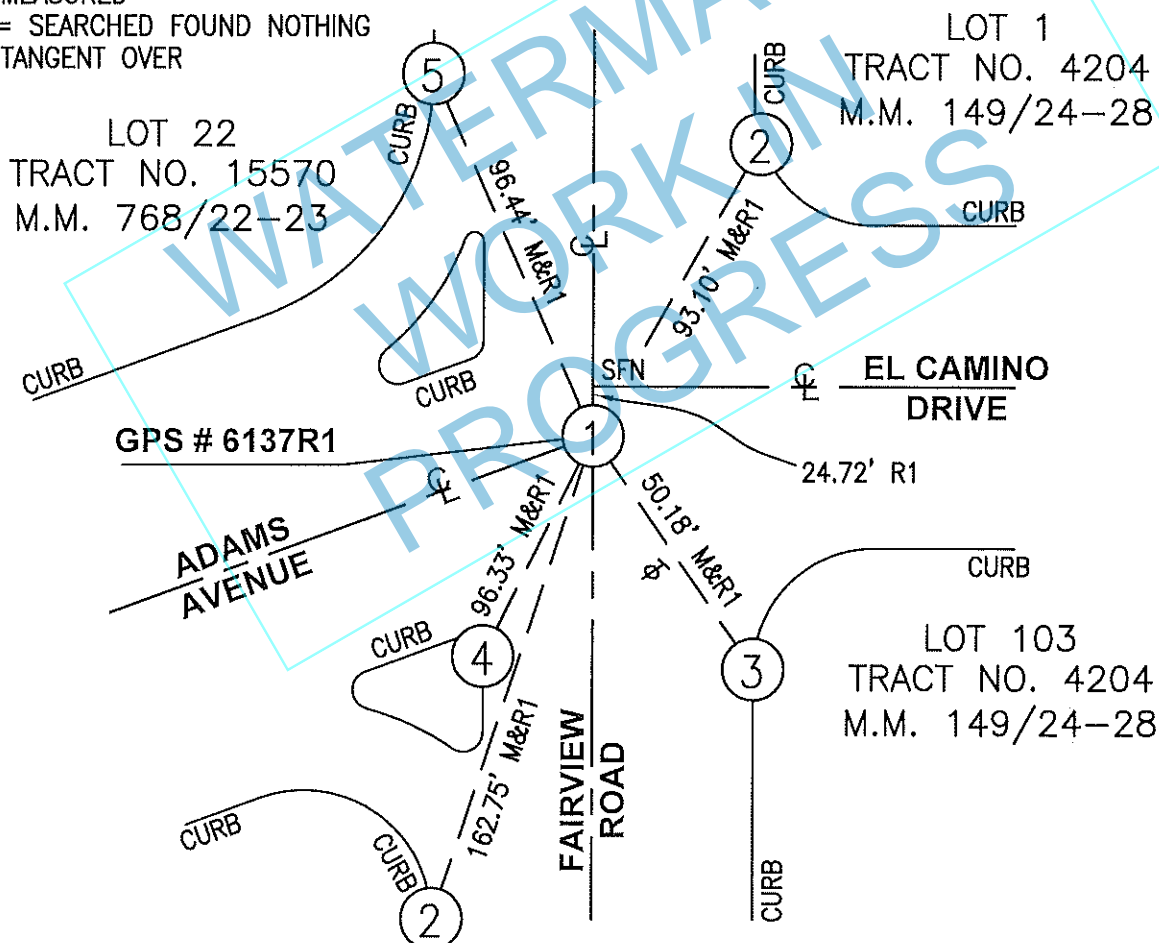 MEASURED
= SEARCHED FOUND NOTHING
TANGENT OVER
LOT 22
TRACT NO. 15570
M.M. 768/22-23
LOT 1
TRACT NO. 4204
M.M. 149/24-28
5
CURB
CURB
2
CURB
96.44' M&R1
℄
93.10' M&R1
WORK IN
PROGRESS
CURB
CURB
SFN
℄
EL CAMINO
DRIVE
GPS # 6137R1
1
24.72' R1
℄
ADAMS
AVENUE
96.33' M&R1
50.18' M&R1
CURB
CURB
4
3
LOT 103
TRACT NO. 4204
M.M. 149/24-28
162.75' M&R1
FAIRVIEW
ROAD
CURB
CURB
2
CURB